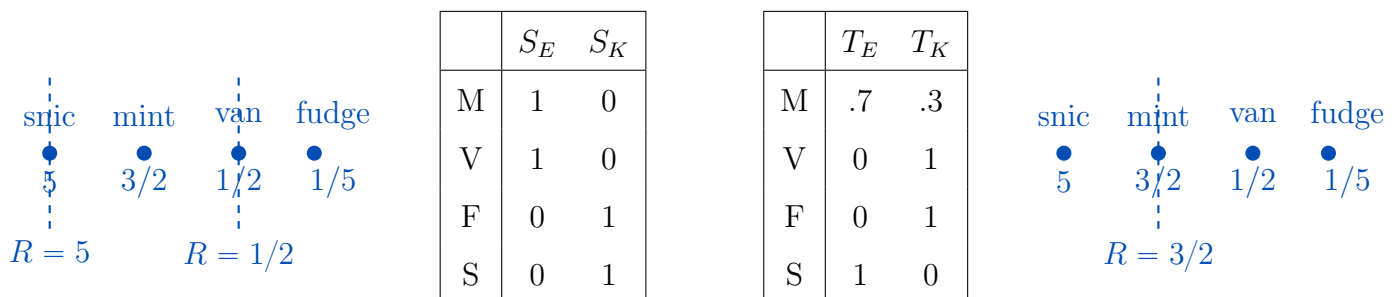 snic mint van fudge
5 3/2 1/2 1/5
R = 5 R = 1/2
S_E S_K
M 1 0
V 1 0
F 0 1
S 0 1
T_E T_K
M .7 .3
V 0 1
F 0 1
S 1 0
snic mint van fudge
5 3/2 1/2 1/5
R = 3/2